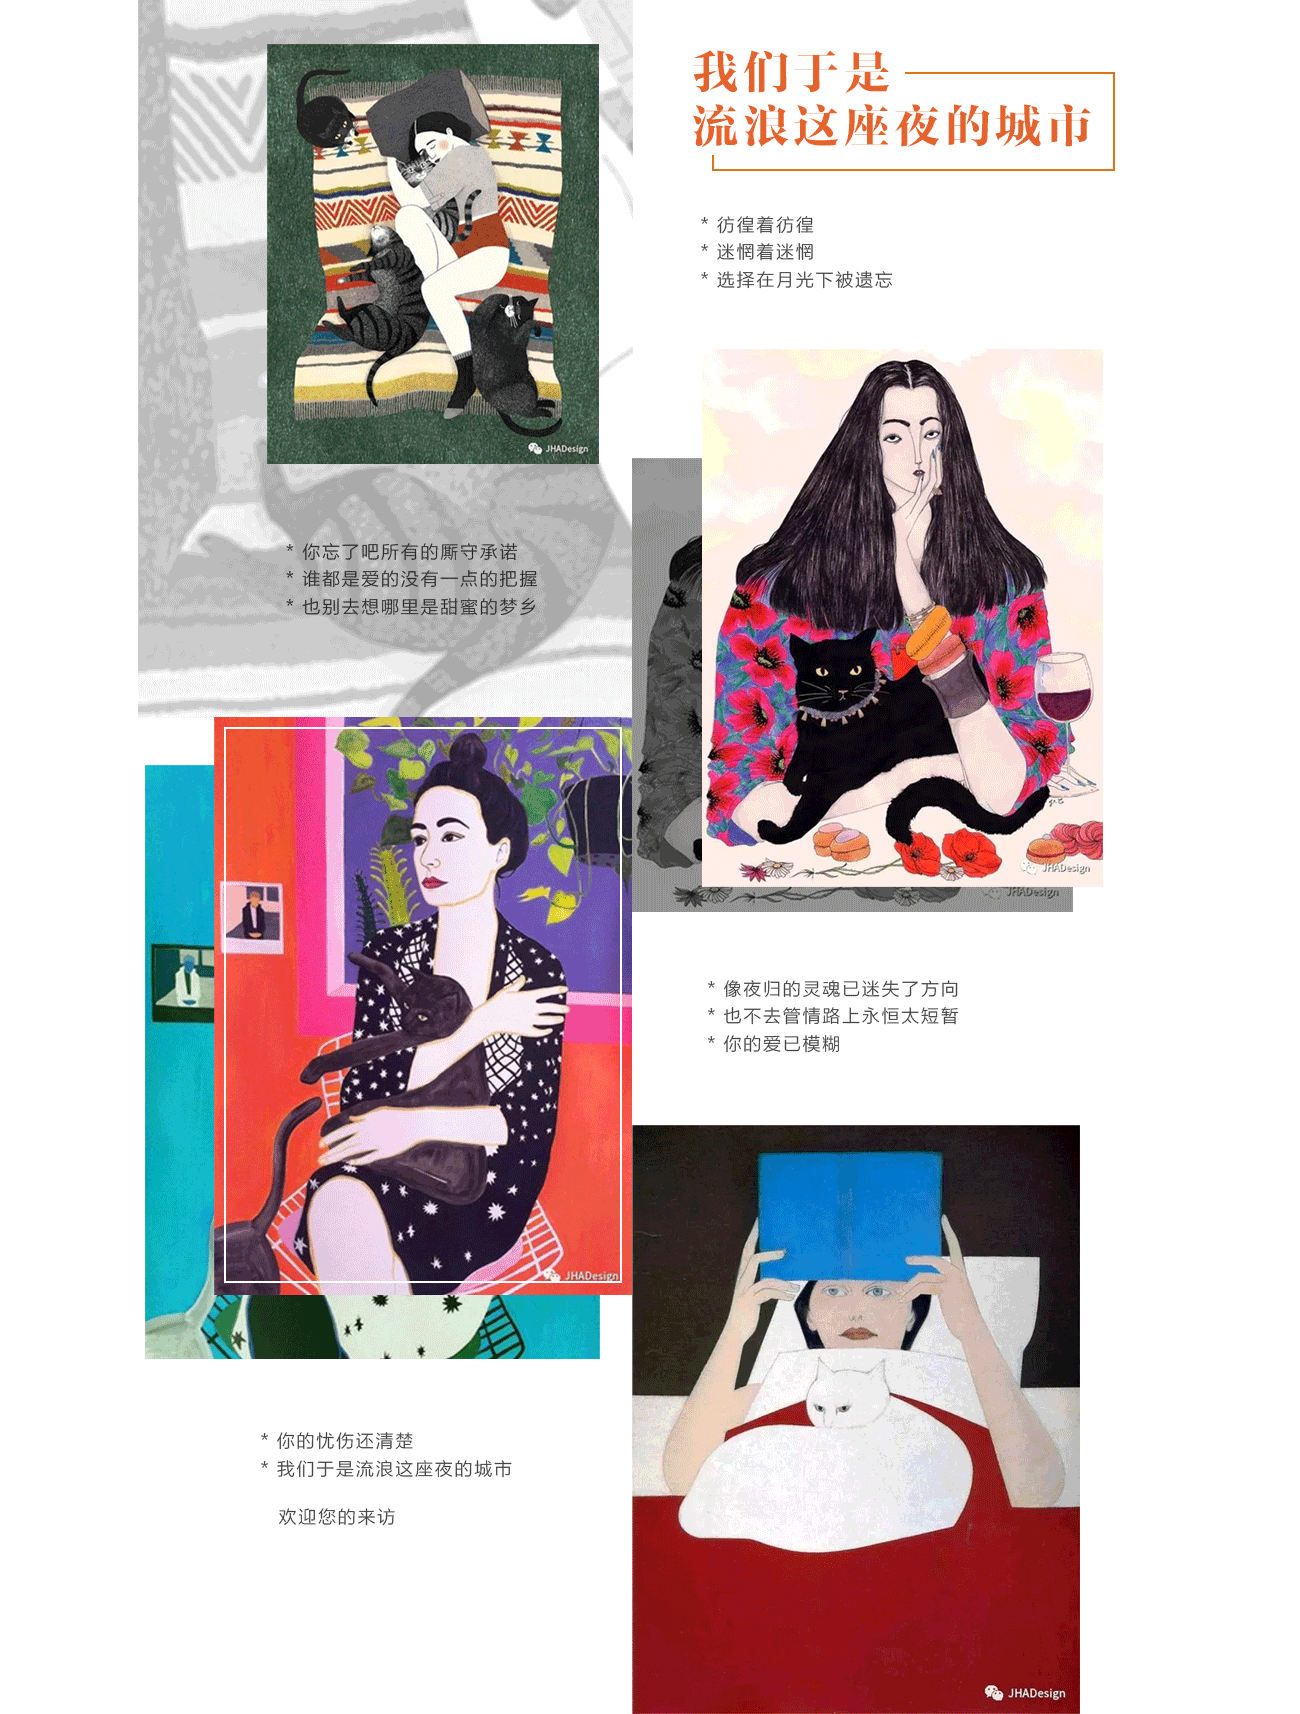 我们于是
流浪这座夜的城市
* 彷徨着彷徨
* 迷惘着迷惘
* 选择在月光下被遗忘
JHADesign
* 你忘了吧所有的厮守承诺
* 谁都是爱的没有一点的把握
* 也别去想哪里是甜蜜的梦乡
JHADesign
JHADesign
* 像夜归的灵魂已迷失了方向
* 也不去管情路上永恒太短暂
* 你的爱已模糊
JHADesign
* 你的忧伤还清楚
* 我们于是流浪这座夜的城市
欢迎您的来访
JHADesign